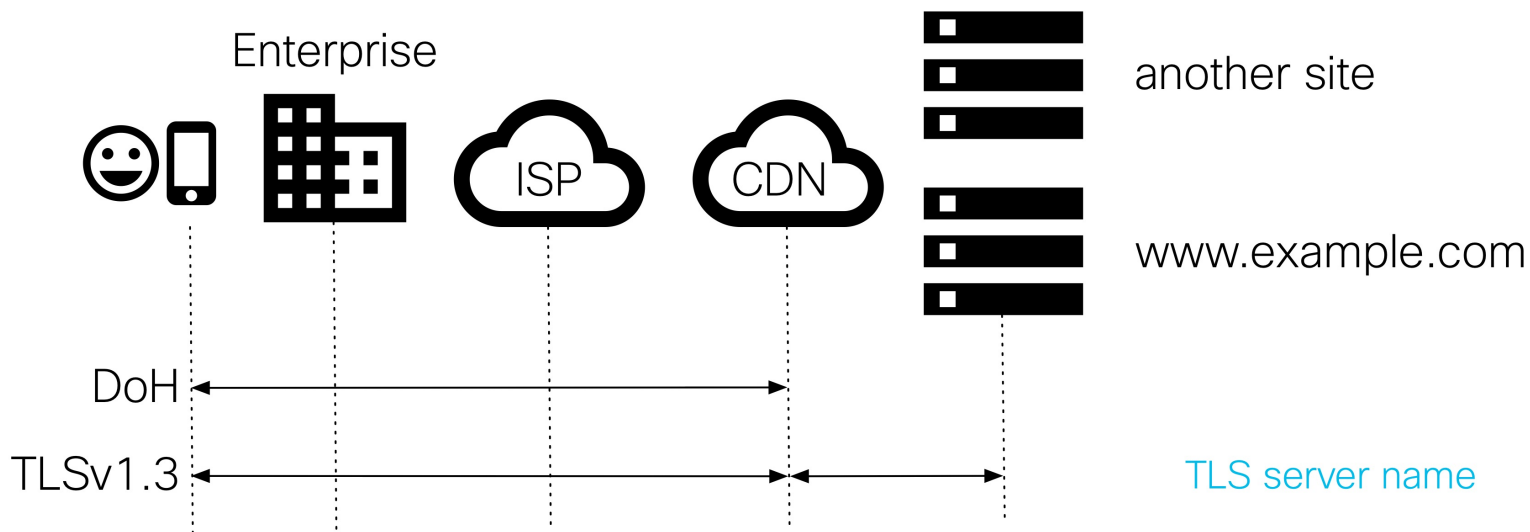 Enterprise
another site
ISP
CDN
www.example.com
DoH
TLSv1.3
TLS server name